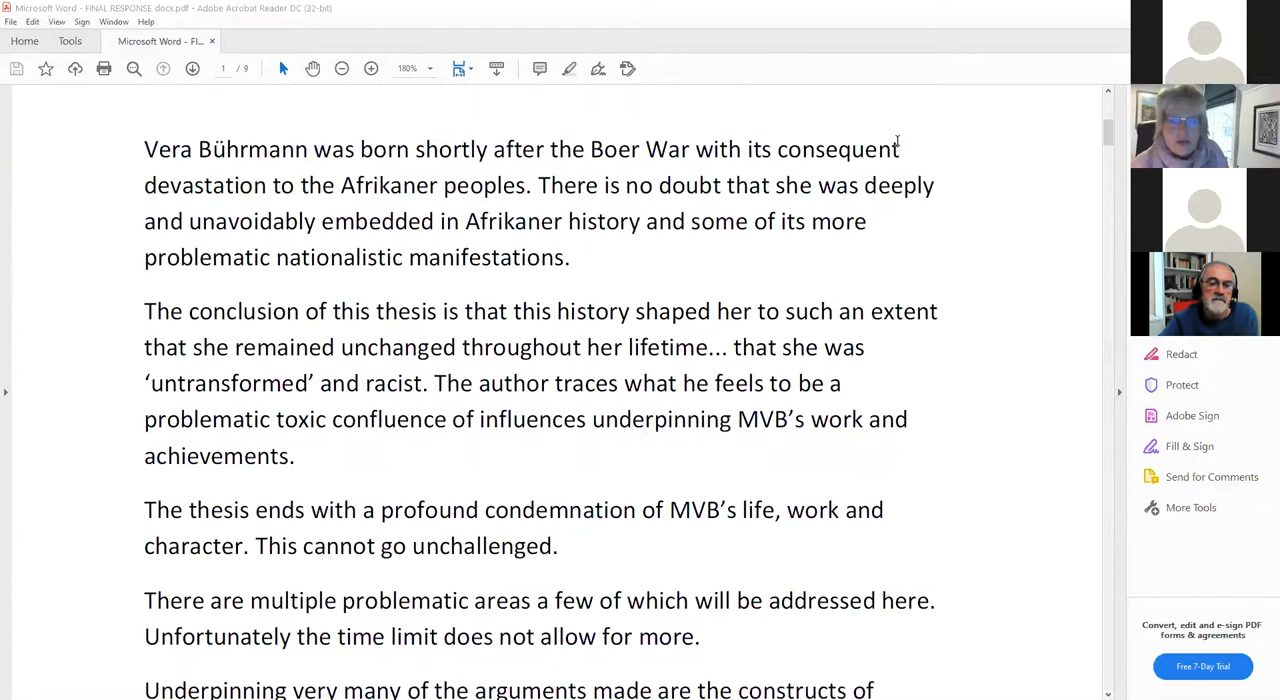 Microsoft Word - FINAL RESPONSE docx.pdf - Adobe Acrobat Reader DC (32-bit)
File Edit View Sign Window Help
Home Tools Microsoft Word - Fl... ×
1 / 9 180%
Vera Bührmann was born shortly after the Boer War with its consequent
devastation to the Afrikaner peoples. There is no doubt that she was deeply
and unavoidably embedded in Afrikaner history and some of its more
problematic nationalistic manifestations.
The conclusion of this thesis is that this history shaped her to such an extent
that she remained unchanged throughout her lifetime... that she was
‘untransformed’ and racist. The author traces what he feels to be a
problematic toxic confluence of influences underpinning MVB’s work and
achievements.
The thesis ends with a profound condemnation of MVB’s life, work and
character. This cannot go unchallenged.
There are multiple problematic areas a few of which will be addressed here.
Unfortunately the time limit does not allow for more.
Underpinning very many of the arguments made are the constructs of
Redact
Protect
Adobe Sign
Fill & Sign
Send for Comments
More Tools
Convert, edit and e-sign PDF
forms & agreements
Free 7-Day Trial